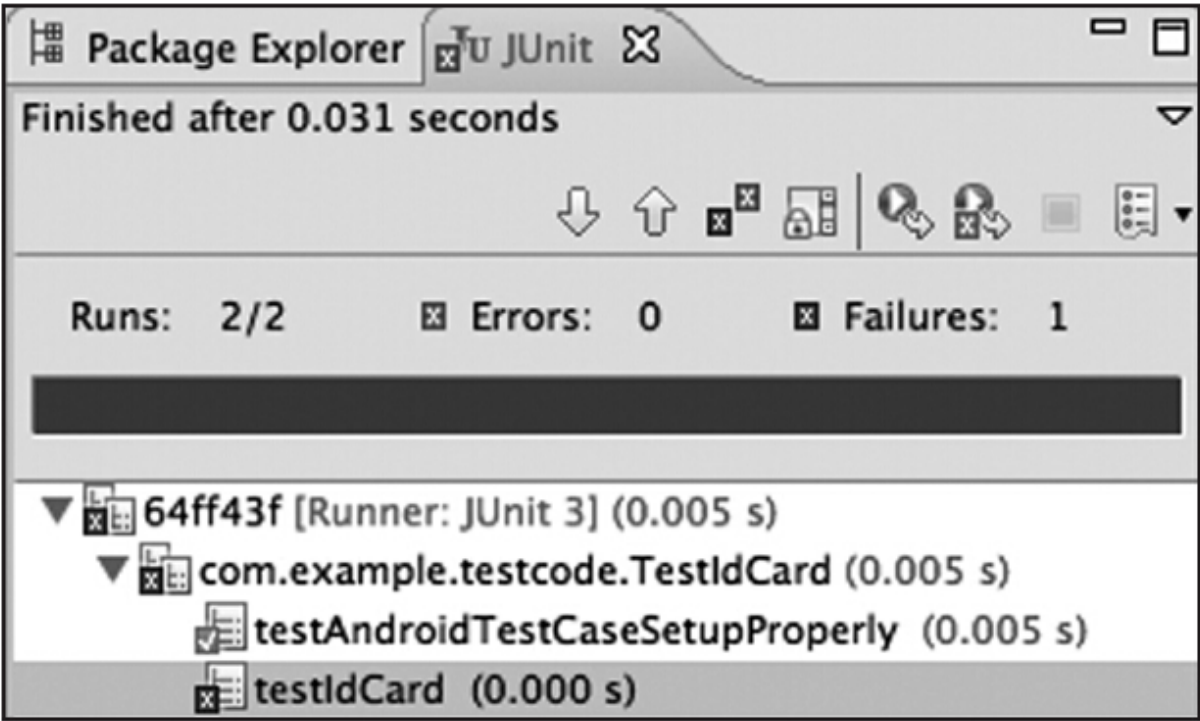 Package Explorer JUnit
Finished after 0.031 seconds
Runs: 2/2 Errors: 0 Failures: 1
64ff43f [Runner: JUnit 3] (0.005 s)
com.example.testcode.TestIdCard (0.005 s)
testAndroidTestCaseSetupProperly (0.005 s)
testIdCard (0.000 s)